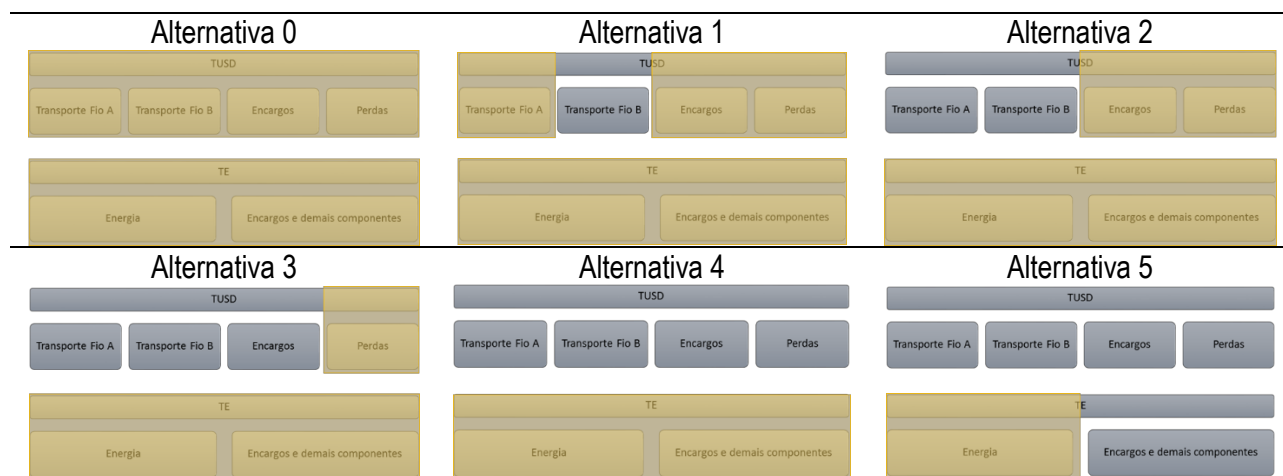 Alternativa 0 Alternativa 1 Alternativa 2
TUSD TUSD TUSD
Transporte Fio A Transporte Fio B Encargos Perdas Transporte Fio A Transporte Fio B Encargos Perdas Transporte Fio A Transporte Fio B Encargos Perdas
TE TE TE
Energia Encargos e demais componentes Energia Encargos e demais componentes Energia Encargos e demais componentes
Alternativa 3 Alternativa 4 Alternativa 5
TUSD TUSD TUSD
Transporte Fio A Transporte Fio B Encargos Perdas Transporte Fio A Transporte Fio B Encargos Perdas Transporte Fio A Transporte Fio B Encargos Perdas
TE TE TE
Energia Encargos e demais componentes Energia Encargos e demais componentes Energia Encargos e demais componentes